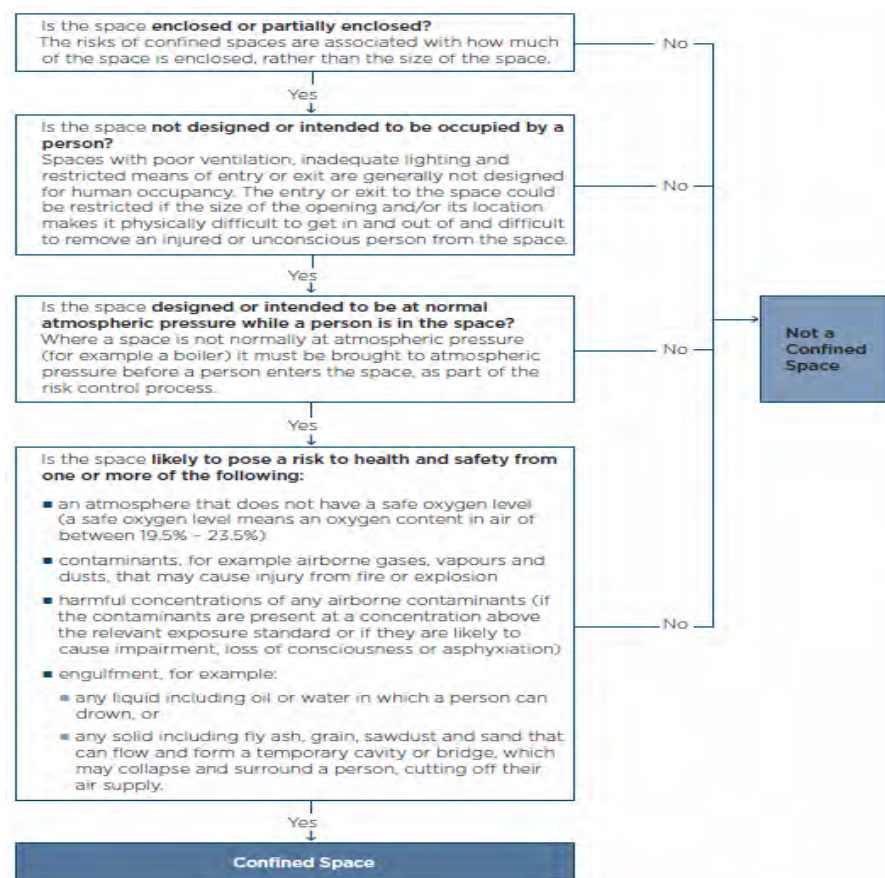 Is the space enclosed or partially enclosed?
The risks of confined spaces are associated with how much
of the space is enclosed, rather than the size of the space.
No
Yes
Is the space not designed or intended to be occupied by a
person?
Spaces with poor ventilation, inadequate lighting and
restricted means of entry or exit are generally not designed
for human occupancy. The entry or exit to the space could
be restricted if the size of the opening and/or its location
makes it physically difficult to get in and out of and difficult
to remove an injured or unconscious person from the space.
No
Yes
Is the space designed or intended to be at normal
atmospheric pressure while a person is in the space?
Where a space is not normally at atmospheric pressure
(for example a boiler) it must be brought to atmospheric
pressure before a person enters the space, as part of the
risk control process.
No
Not a
Confined
Space
Yes
Is the space likely to pose a risk to health and safety from
one or more of the following:
■ an atmosphere that does not have a safe oxygen level
(a safe oxygen level means an oxygen content in air of
between 19.5% – 23.5%)
■ contaminants, for example airborne gases, vapours and
dusts, that may cause injury from fire or explosion
■ harmful concentrations of any airborne contaminants (if
the contaminants are present at a concentration above
the relevant exposure standard or if they are likely to
cause impairment, loss of consciousness or asphyxiation)
■ engulfment, for example:
■ any liquid including oil or water in which a person can
drown, or
■ any solid including fly ash, grain, sawdust and sand that
can flow and form a temporary cavity or bridge, which
may collapse and surround a person, cutting off their
air supply.
No
Yes
Confined Space